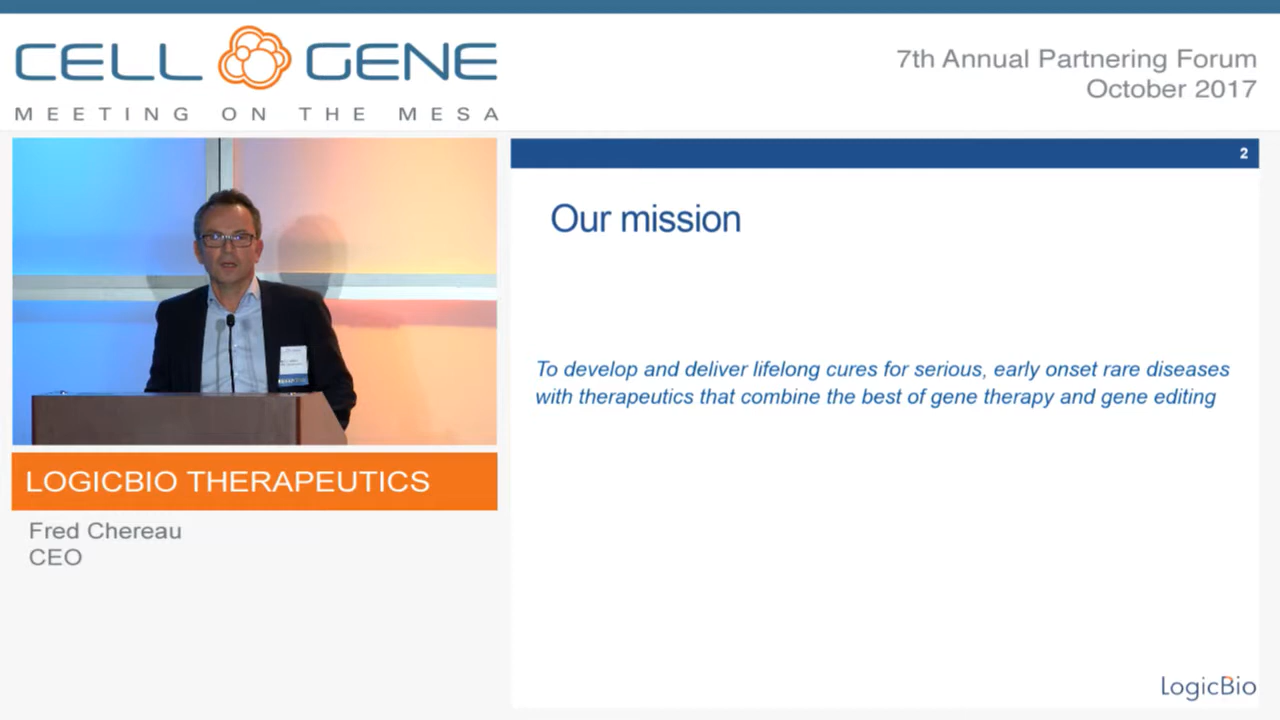 CELL GENE
MEETING ON THE MESA
7th Annual Partnering Forum
October 2017
2
Our mission
To develop and deliver lifelong cures for serious, early onset rare diseases
with therapeutics that combine the best of gene therapy and gene editing
LOGICBIO THERAPEUTICS
Fred Chereau
CEO
LogicBio